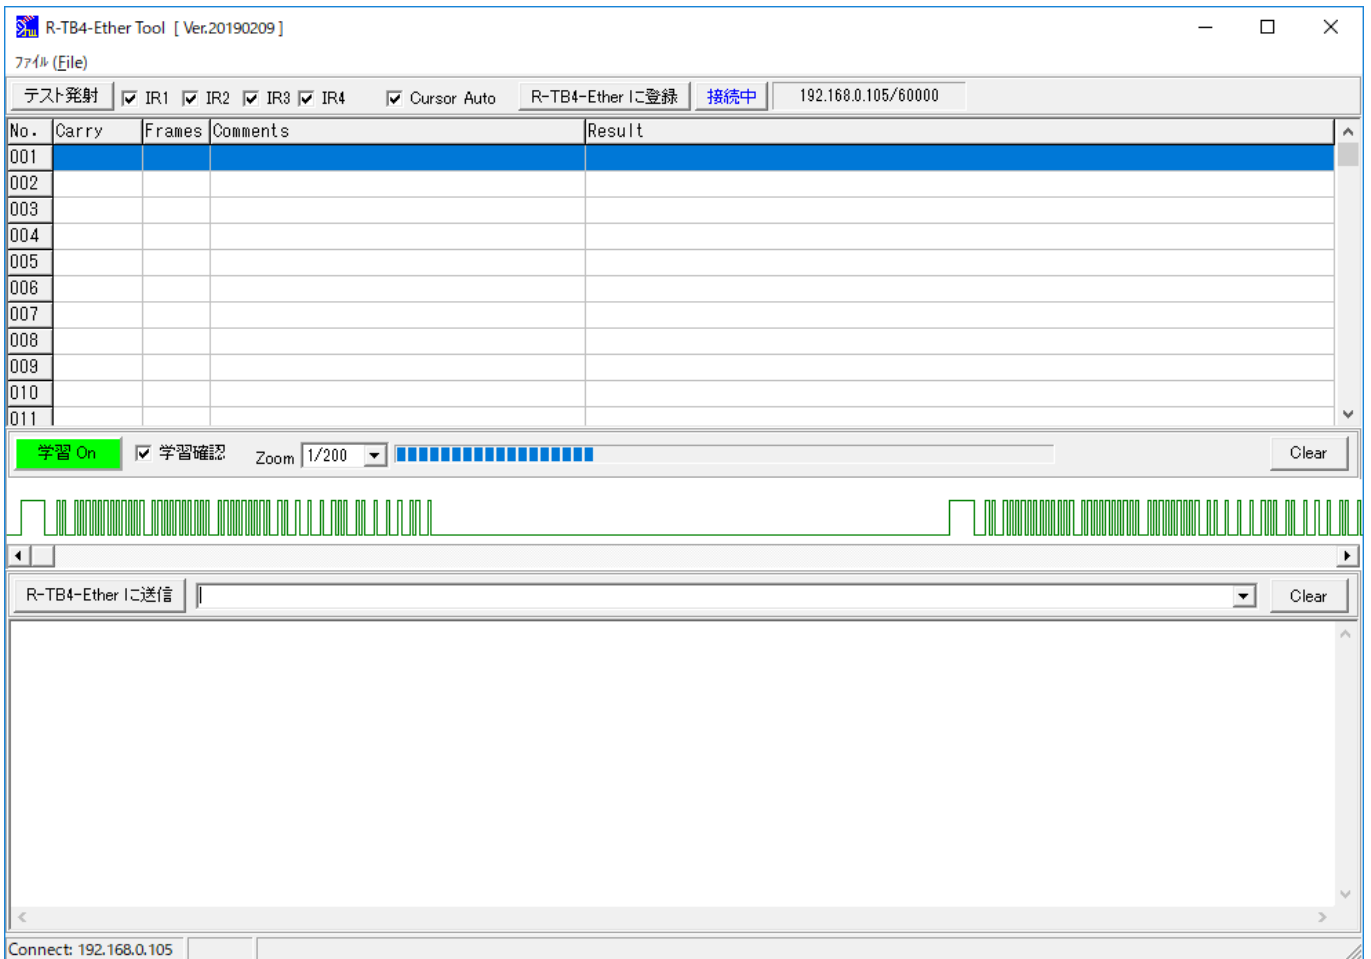 R-TB4-Ether Tool [ Ver.20190209 ]
ﾌｧｲﾙ (File)
テスト発射 IR1 IR2 IR3 IR4 Cursor Auto R-TB4-Ether に登録 接続中 192.168.0.105/60000
No. Carry Frames Comments Result
001
002
003
004
005
006
007
008
009
010
011
学習 On 学習確認 Zoom 1/200 Clear
R-TB4-Ether に送信 Clear
Connect: 192.168.0.105